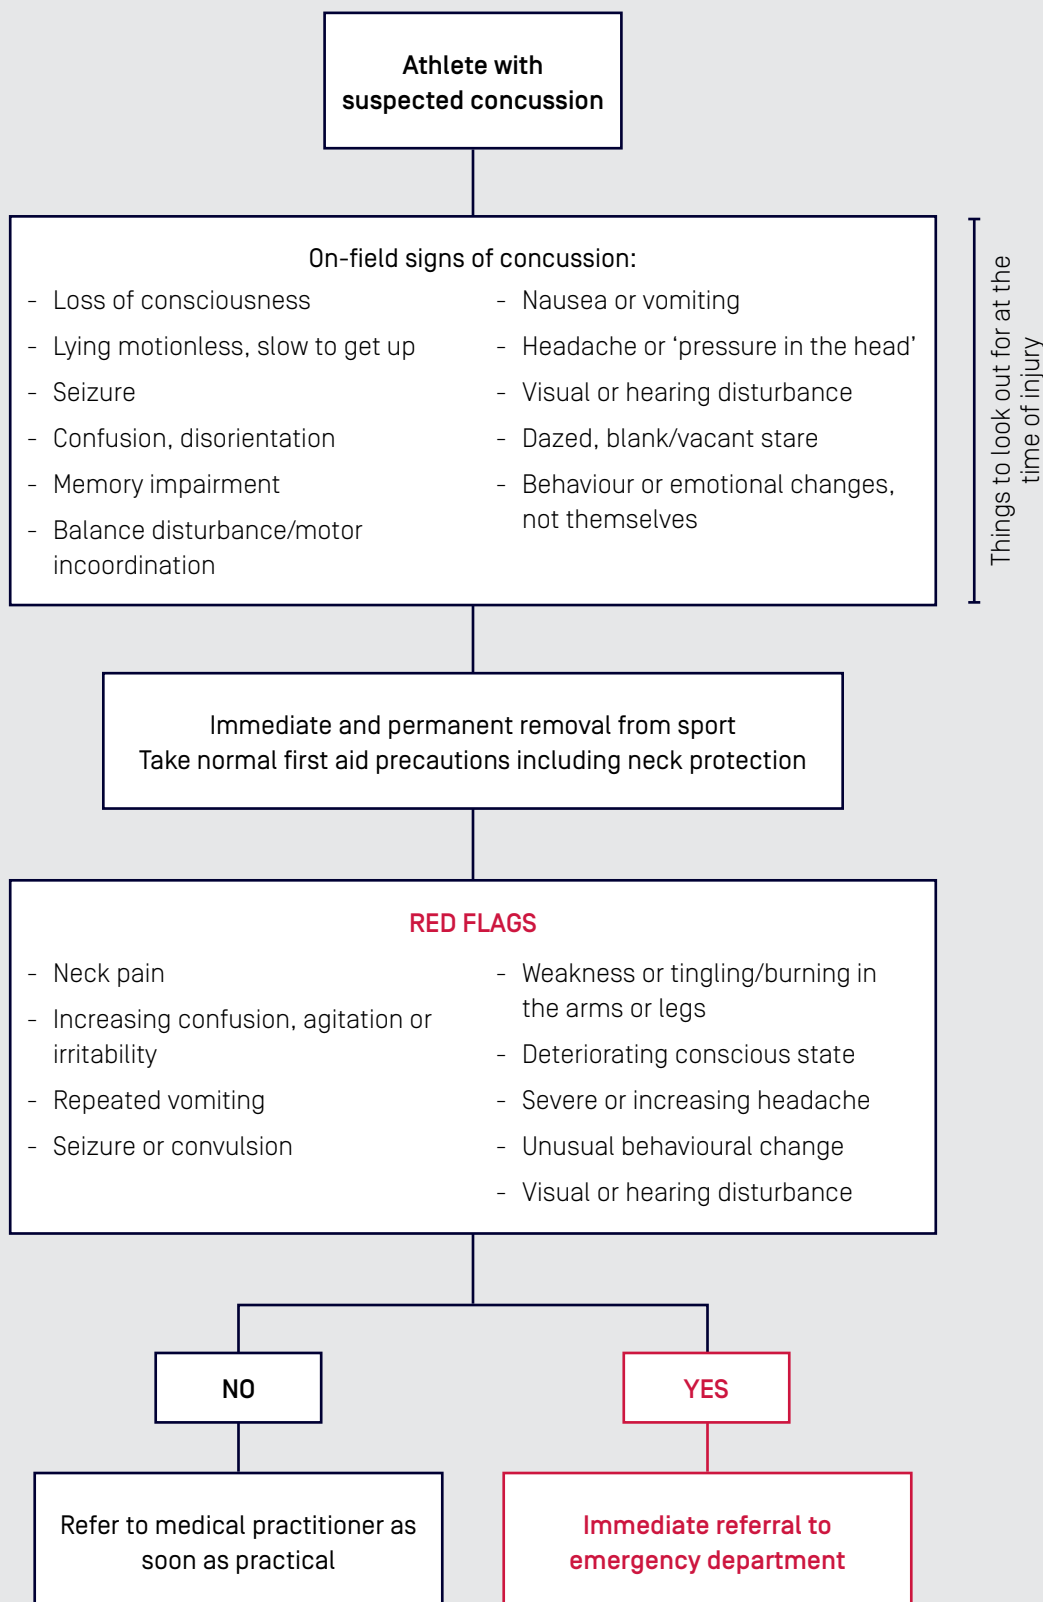 Athlete with
suspected concussion
On-field signs of concussion:
- Loss of consciousness
- Lying motionless, slow to get up
- Seizure
- Confusion, disorientation
- Memory impairment
- Balance disturbance/motor
incoordination
- Nausea or vomiting
- Headache or ‘pressure in the head’
- Visual or hearing disturbance
- Dazed, blank/vacant stare
- Behaviour or emotional changes,
not themselves
Things to look out for at the
time of injury
Immediate and permanent removal from sport
Take normal first aid precautions including neck protection
RED FLAGS
- Neck pain
- Increasing confusion, agitation or
irritability
- Repeated vomiting
- Seizure or convulsion
- Weakness or tingling/burning in
the arms or legs
- Deteriorating conscious state
- Severe or increasing headache
- Unusual behavioural change
- Visual or hearing disturbance
NO
YES
Refer to medical practitioner as
soon as practical
Immediate referral to
emergency department